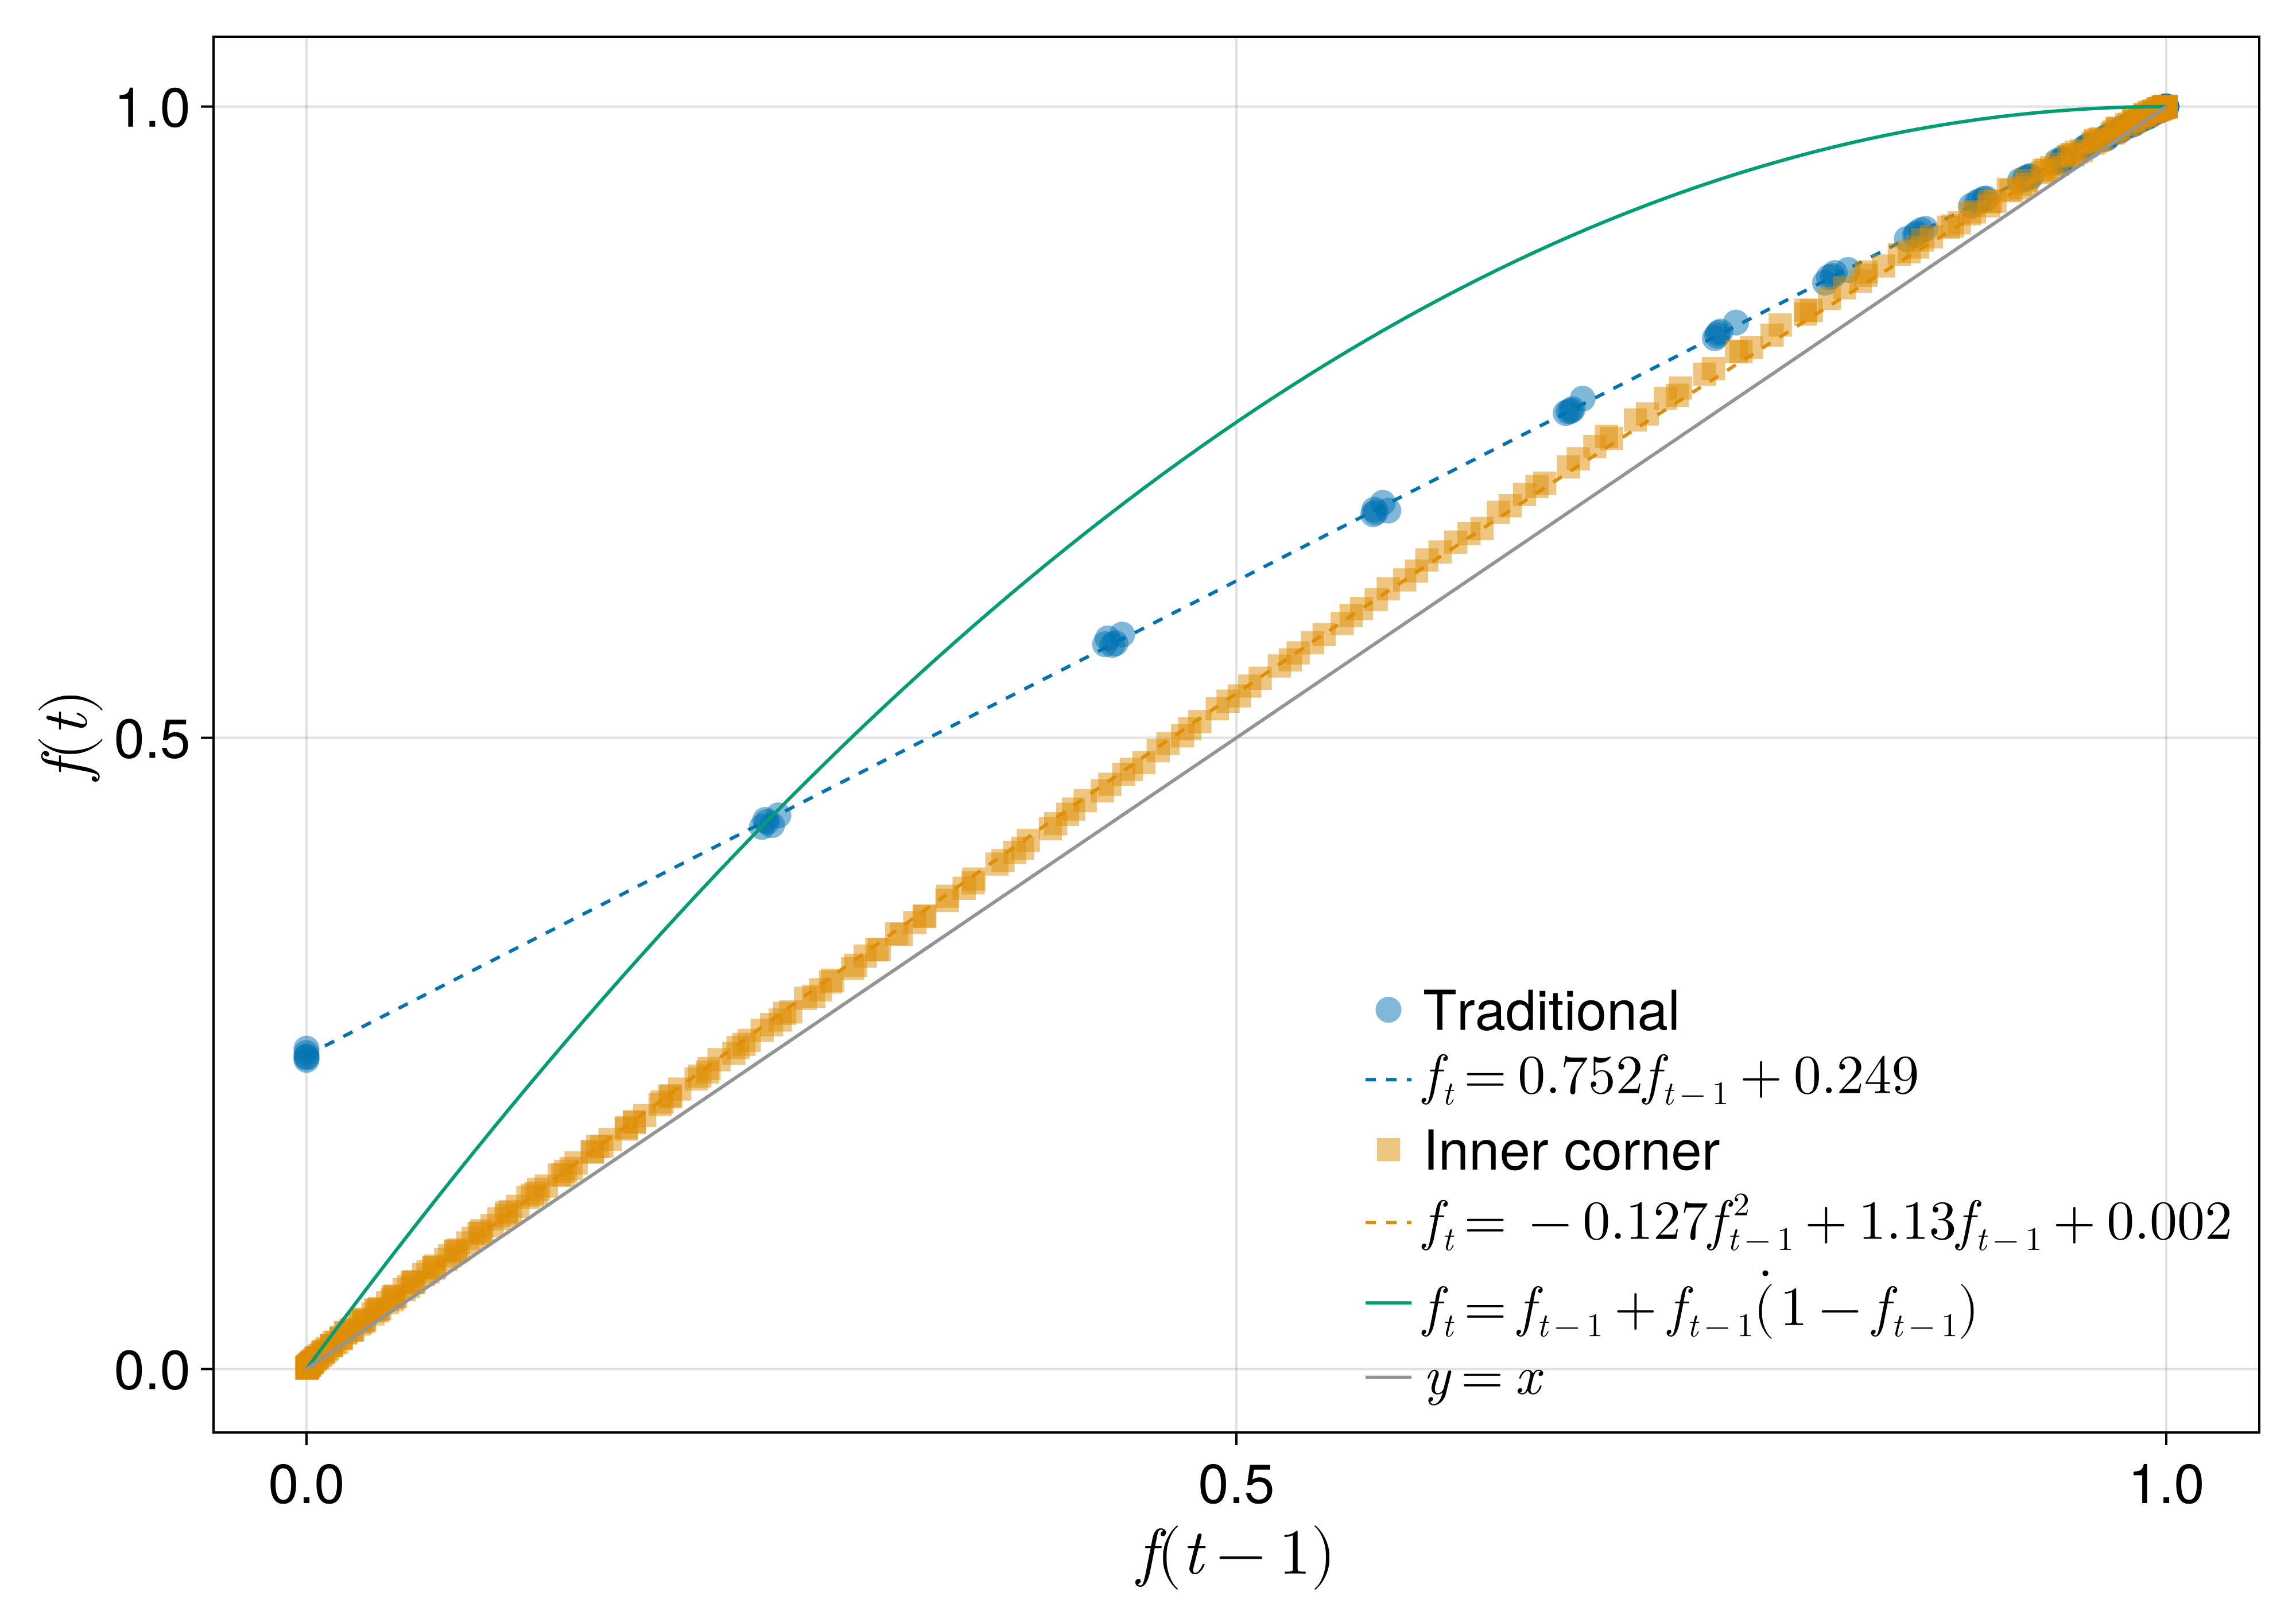 1.0
0.5
0.0
f(t)
0.0
0.5
1.0
f(t − 1)
Traditional
f_t = 0.752f_{t−1} + 0.249
Inner corner
f_t = −0.127f_{t−1}^2 + 1.13f_{t−1} + 0.002
f_t = f_{t−1} + f_{t−1}(̇1 − f_{t−1})
y = x